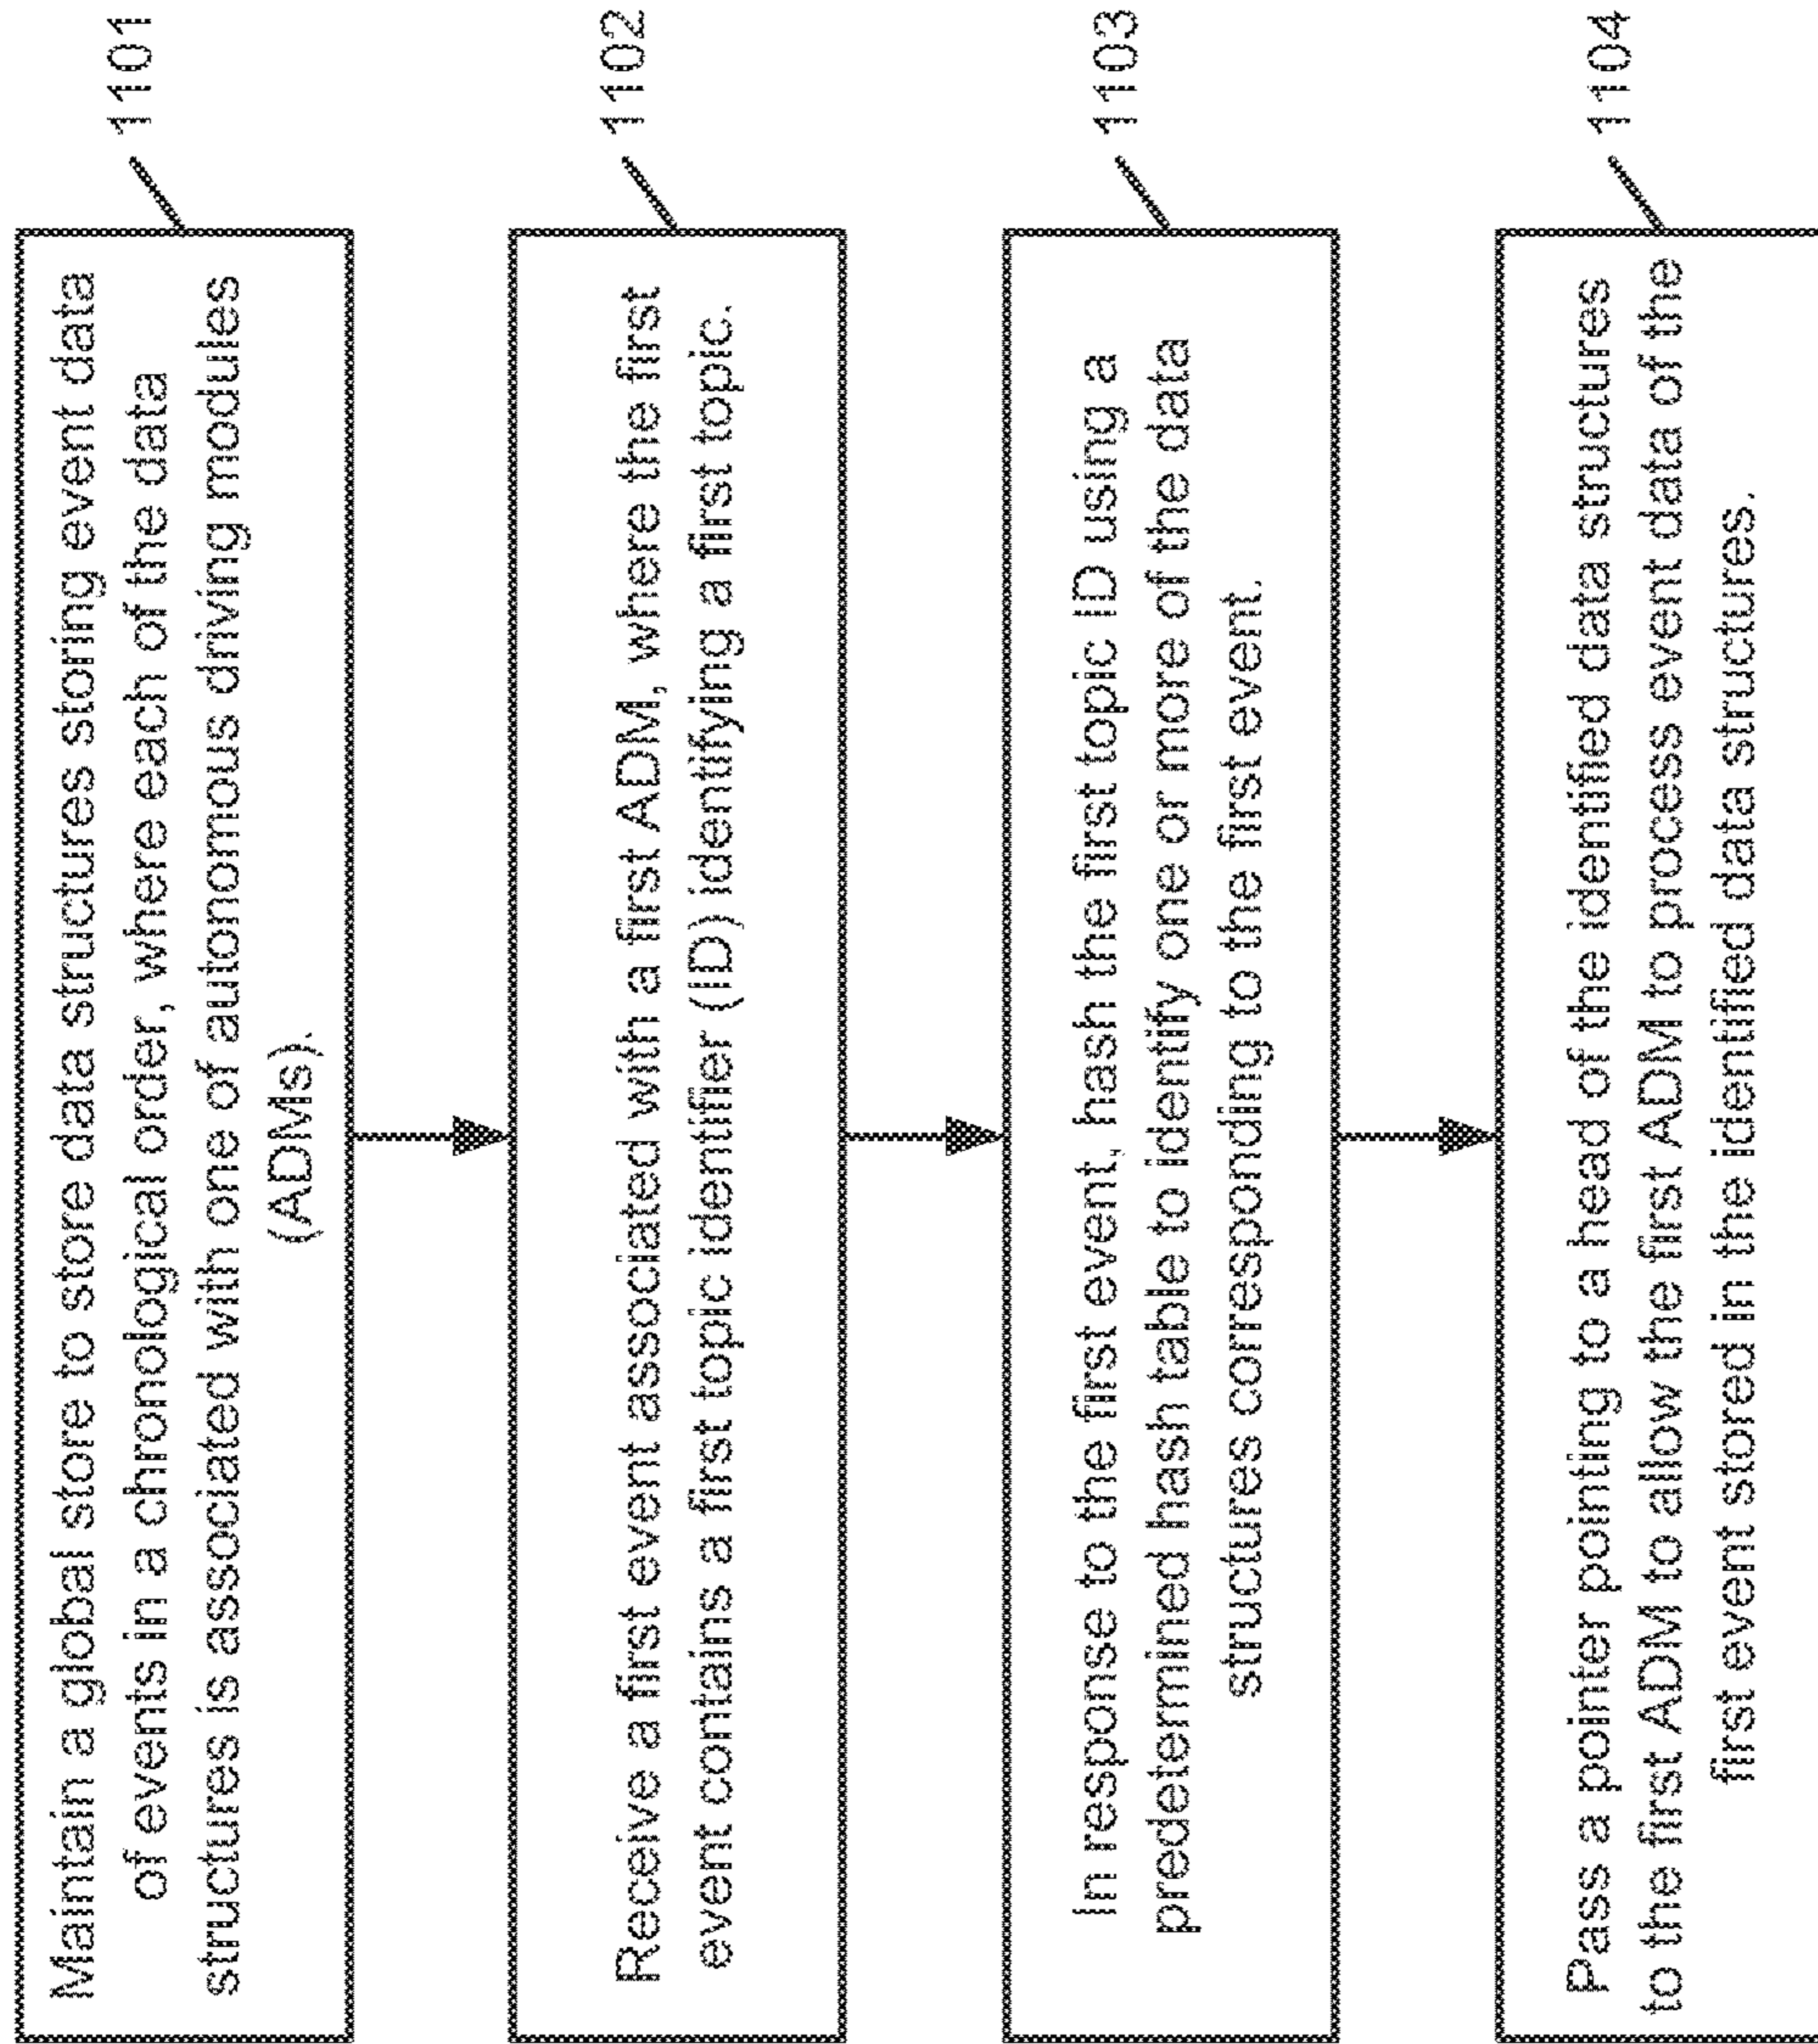 Maintain a global store to store data structures storing event data
of events in a chronological order, where each of the data
structures is associated with one of autonomous driving modules
(ADMs).
1101
Receive a first event associated with a first ADM, where the first
event contains a first topic identifier (ID) identifying a first topic.
1102
In response to the first event, hash the first topic ID using a
predetermined hash table to identify one or more of the data
structures corresponding to the first event.
1103
Pass a pointer pointing to a head of the identified data structures
to the first ADM to allow the first ADM to process event data of the
first event stored in the identified data structures.
1104